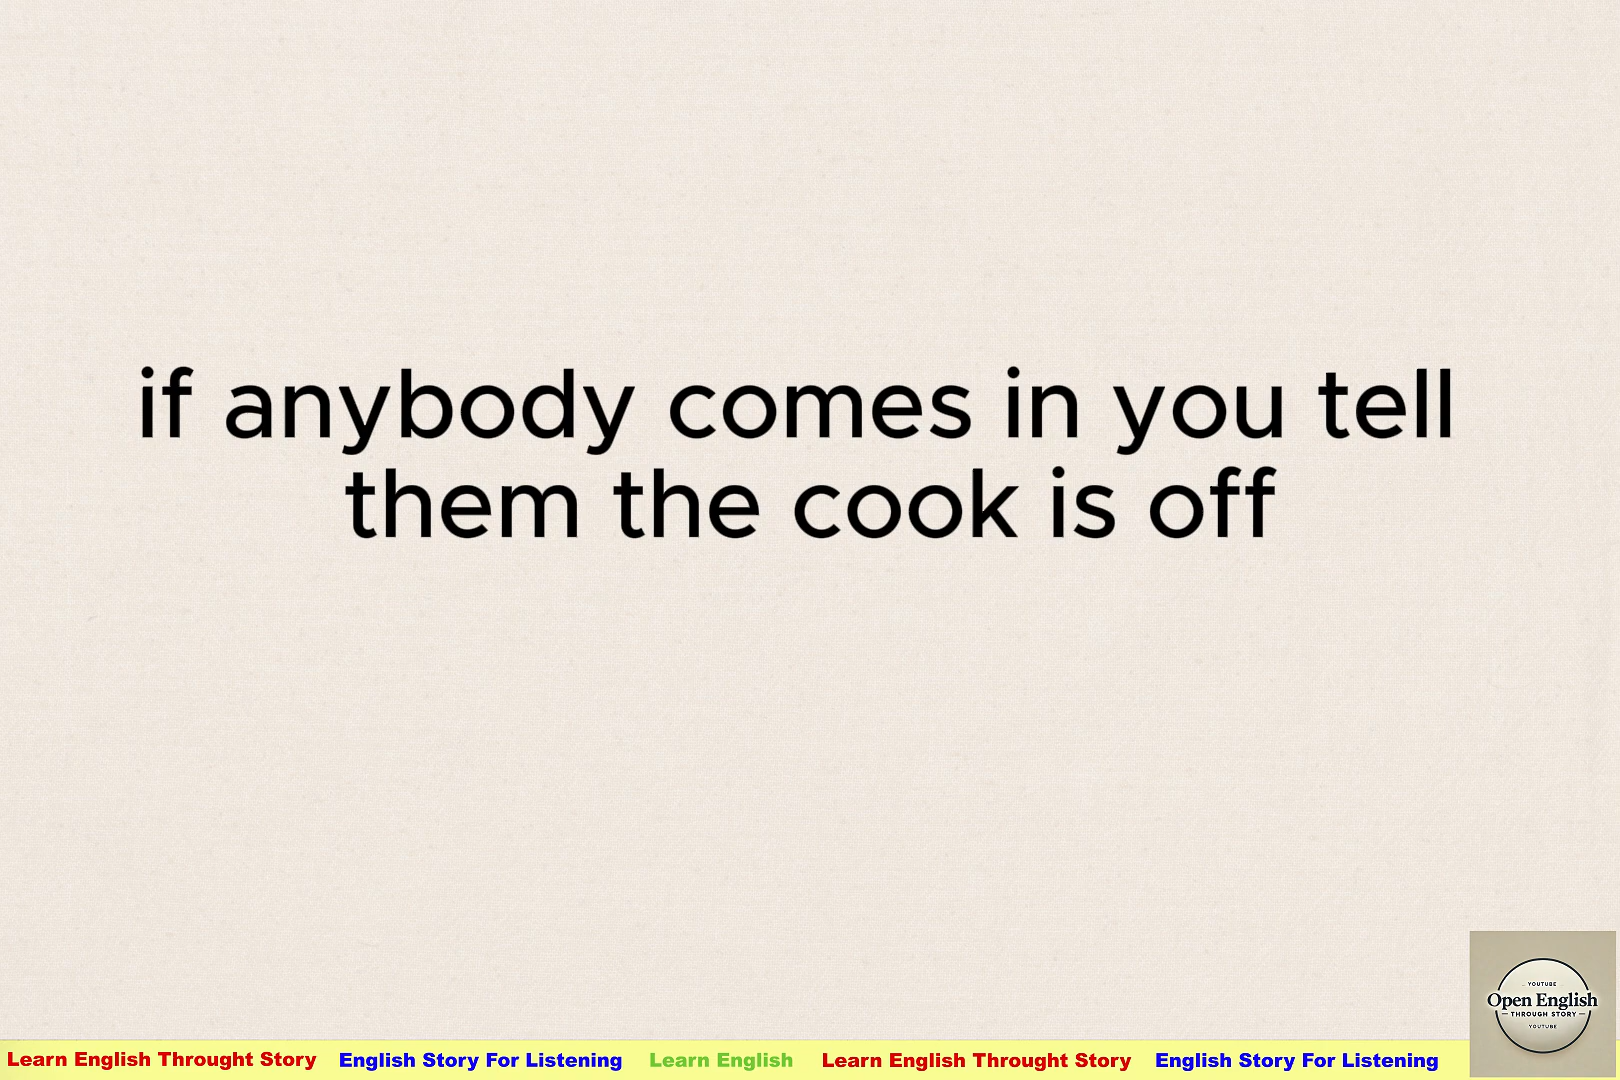 if anybody comes in you tell
them the cook is off
YOUTUBE
Open English
THROUGH STORY
YOUTUBE
Learn English Throught Story English Story For Listening Learn English Learn English Throught Story English Story For Listening